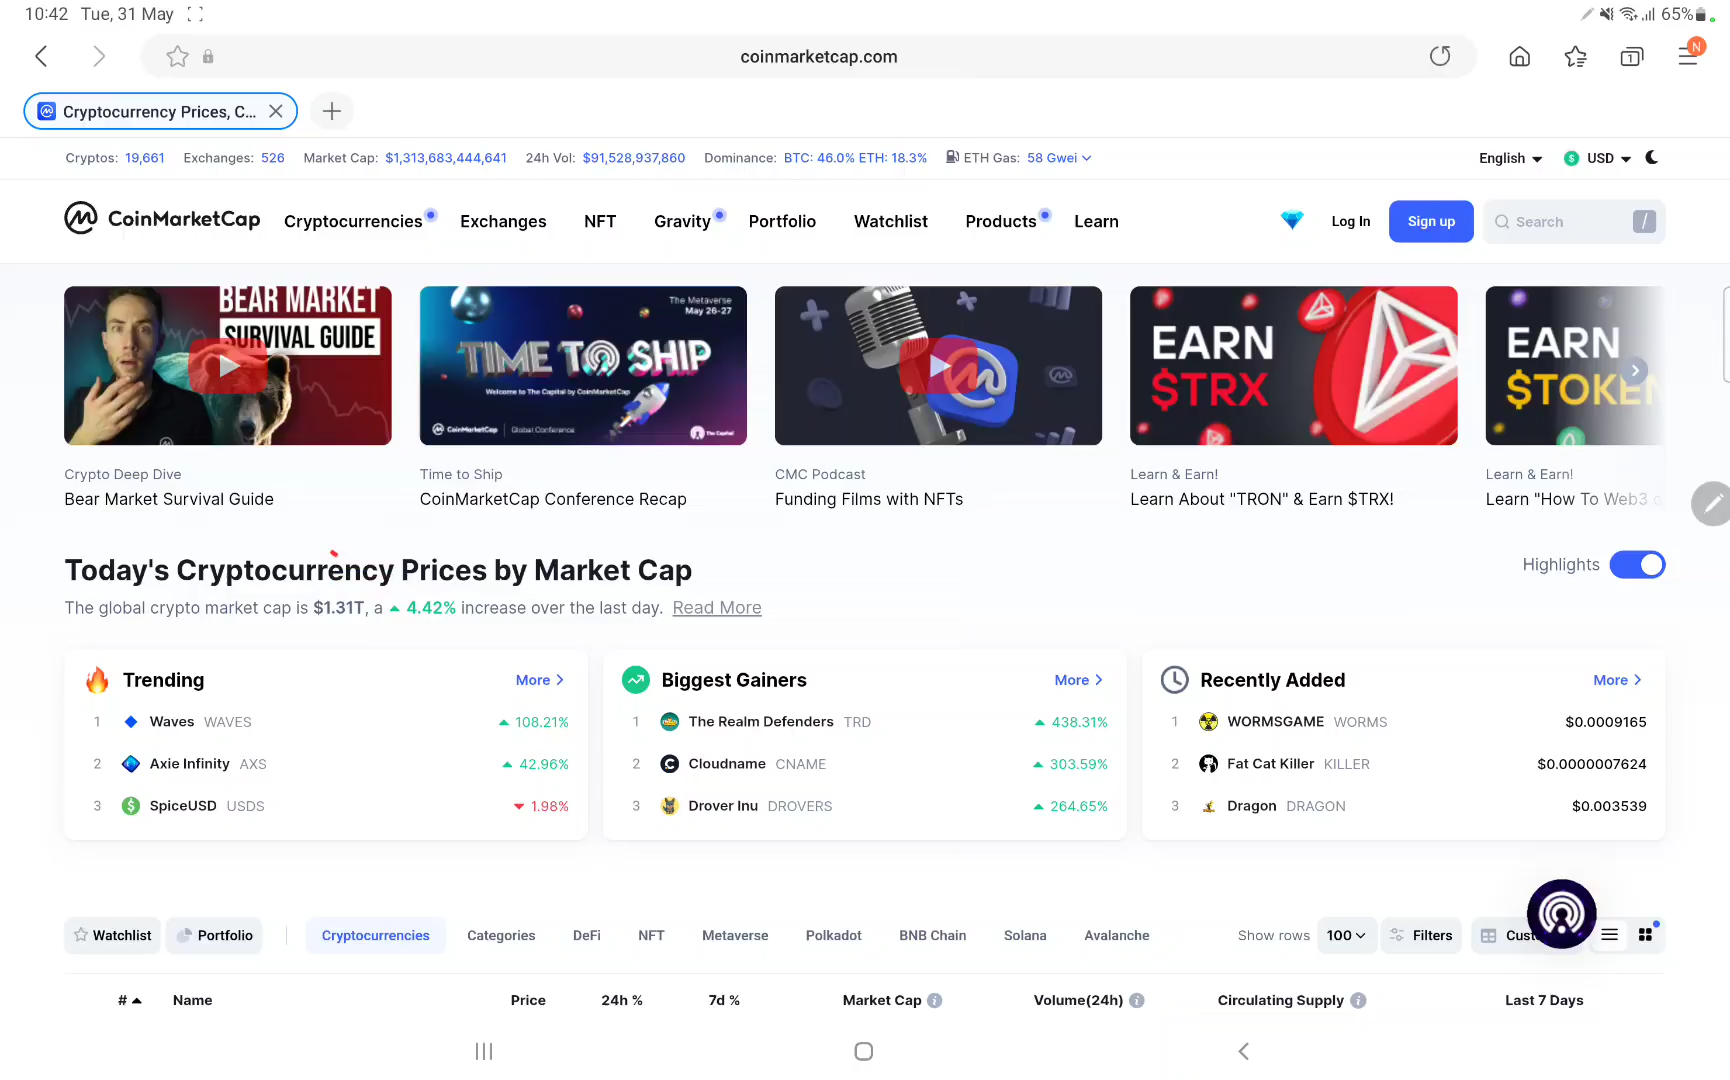 10:42 Tue, 31 May
65%
coinmarketcap.com
1
N
Cryptocurrency Prices, C...
Cryptos: 19,661 Exchanges: 526 Market Cap: $1,313,683,444,641 24h Vol: $91,528,937,860 Dominance: BTC: 46.0% ETH: 18.3% ETH Gas: 58 Gwei
English USD
CoinMarketCap
Cryptocurrencies Exchanges NFT Gravity Portfolio Watchlist Products Learn
Log In Sign up Search /
BEAR MARKET
SURVIVAL GUIDE
The Metaverse
May 26-27
TIME TO SHIP
Welcome to The Capital by CoinMarketCap
CoinMarketCap Global Conference The Capital
EARN
$TRX
EARN
$TOKEN
Crypto Deep Dive
Bear Market Survival Guide
Time to Ship
CoinMarketCap Conference Recap
CMC Podcast
Funding Films with NFTs
Learn & Earn!
Learn About "TRON" & Earn $TRX!
Learn & Earn!
Learn "How To Web3
Today's Cryptocurrency Prices by Market Cap
Highlights
The global crypto market cap is $1.31T, a 4.42% increase over the last day. Read More
Trending More
1 Waves WAVES 108.21%
2 Axie Infinity AXS 42.96%
3 SpiceUSD USDS 1.98%
Biggest Gainers More
1 The Realm Defenders TRD 438.31%
2 Cloudname CNAME 303.59%
3 Drover Inu DROVERS 264.65%
Recently Added More
1 WORMSGAME WORMS $0.0009165
2 Fat Cat Killer KILLER $0.0000007624
3 Dragon DRAGON $0.003539
Watchlist Portfolio Cryptocurrencies Categories DeFi NFT Metaverse Polkadot BNB Chain Solana Avalanche Show rows 100 Filters Cust
# Name Price 24h % 7d % Market Cap Volume(24h) Circulating Supply Last 7 Days